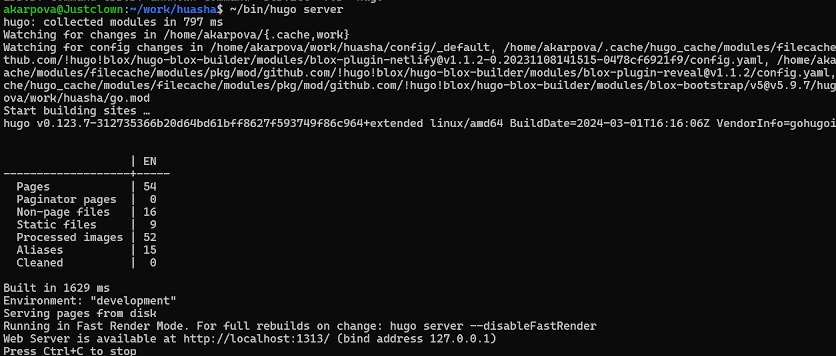 akarpova@Justclown:~/work/huasha$ ~/bin/hugo server
hugo: collected modules in 797 ms
Watching for changes in /home/akarpova/{.cache,work}
Watching for config changes in /home/akarpova/work/huasha/config/_default, /home/akarpova/.cache/hugo_cache/modules/filecache
thub.com/!hugo!blox/hugo-blox-builder/modules/blox-plugin-netlify@v1.1.2-0.20231108141515-0478cf6921f9/config.yaml, /home/aka
ache/modules/filecache/modules/pkg/mod/github.com/!hugo!blox/hugo-blox-builder/modules/blox-plugin-reveal@v1.1.2/config.yaml,
che/hugo_cache/modules/filecache/modules/pkg/mod/github.com/!hugo!blox/hugo-blox-builder/modules/blox-bootstrap/v5@v5.9.7/hug
ova/work/huasha/go.mod
Start building sites …
hugo v0.123.7-312735366b20d64bd61bff8627f593749f86c964+extended linux/amd64 BuildDate=2024-03-01T16:16:06Z VendorInfo=gohugoi
                   | EN
-------------------+-----
  Pages            | 54
  Paginator pages  |  0
  Non-page files   | 16
  Static files     |  9
  Processed images | 52
  Aliases          | 15
  Cleaned          |  0
Built in 1629 ms
Environment: "development"
Serving pages from disk
Running in Fast Render Mode. For full rebuilds on change: hugo server --disableFastRender
Web Server is available at http://localhost:1313/ (bind address 127.0.0.1)
Press Ctrl+C to stop